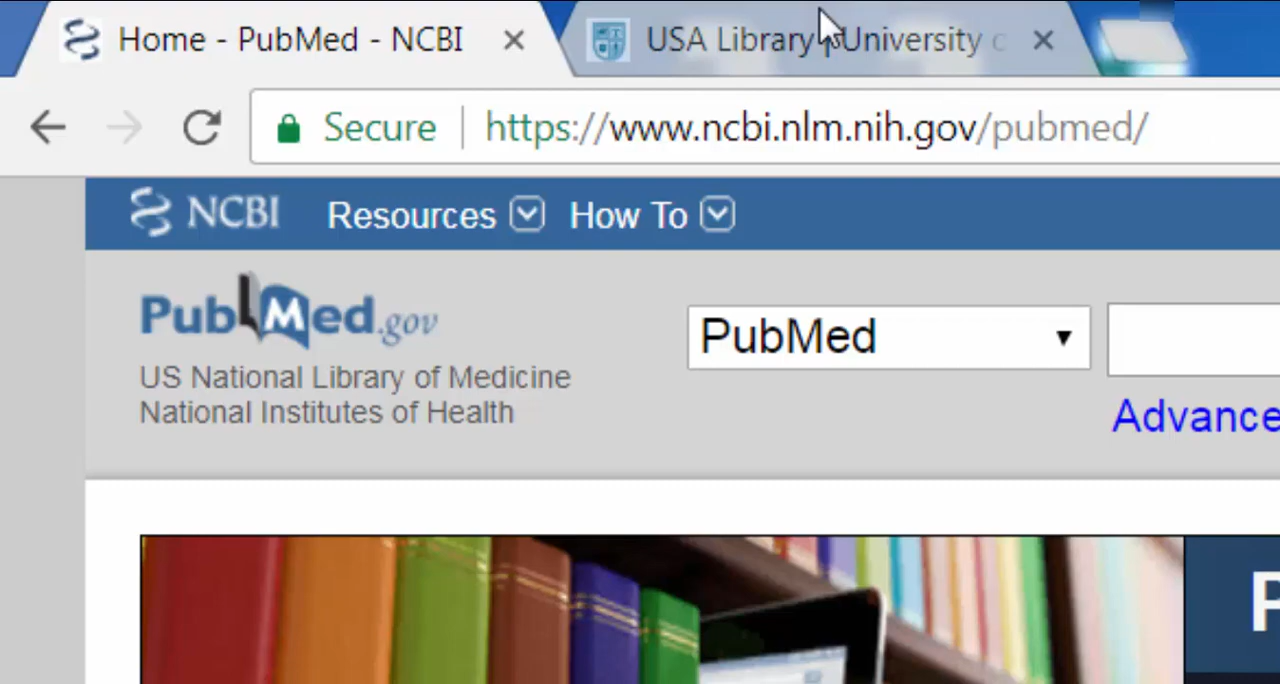 Home - PubMed - NCBI
USA Library | University
Secure https://www.ncbi.nlm.nih.gov/pubmed/
NCBI Resources How To
PubMed.gov
PubMed
US National Library of Medicine
National Institutes of Health